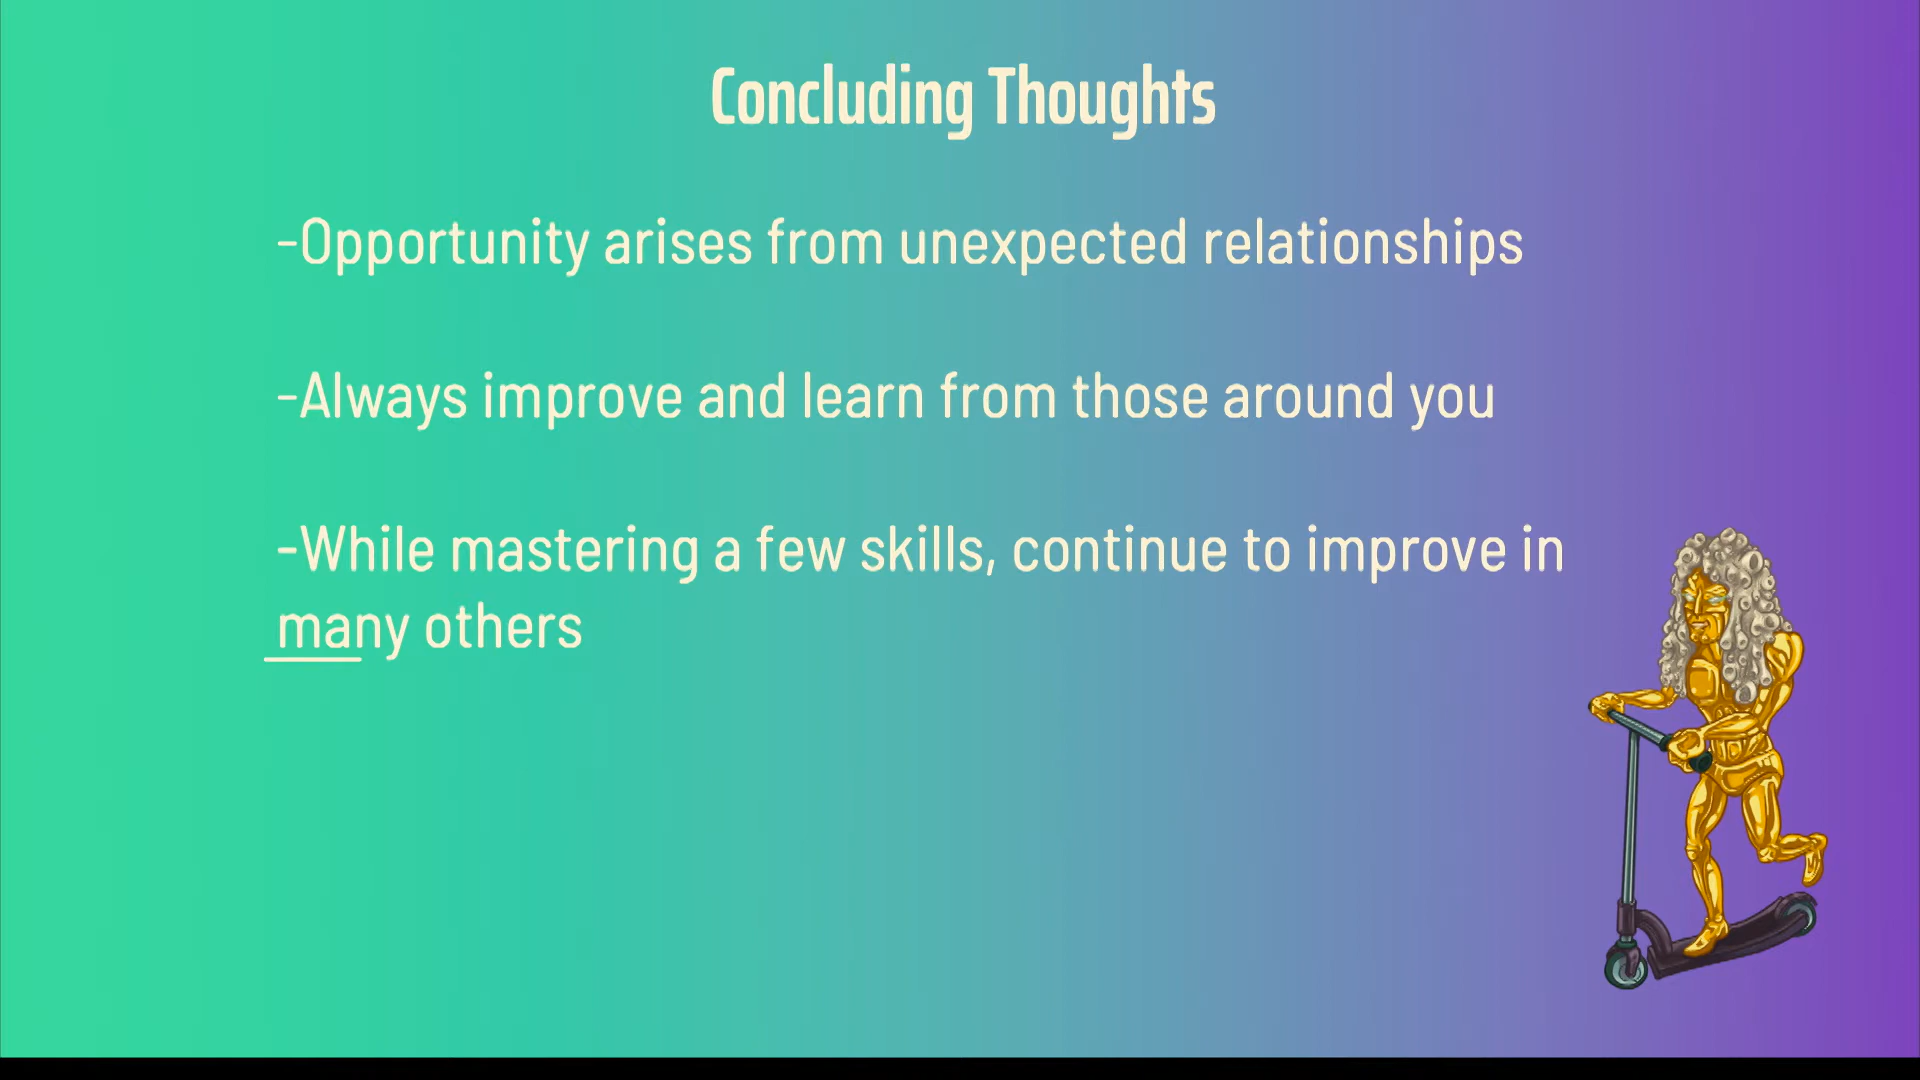 Concluding Thoughts
-Opportunity arises from unexpected relationships
-Always improve and learn from those around you
-While mastering a few skills, continue to improve in
many others